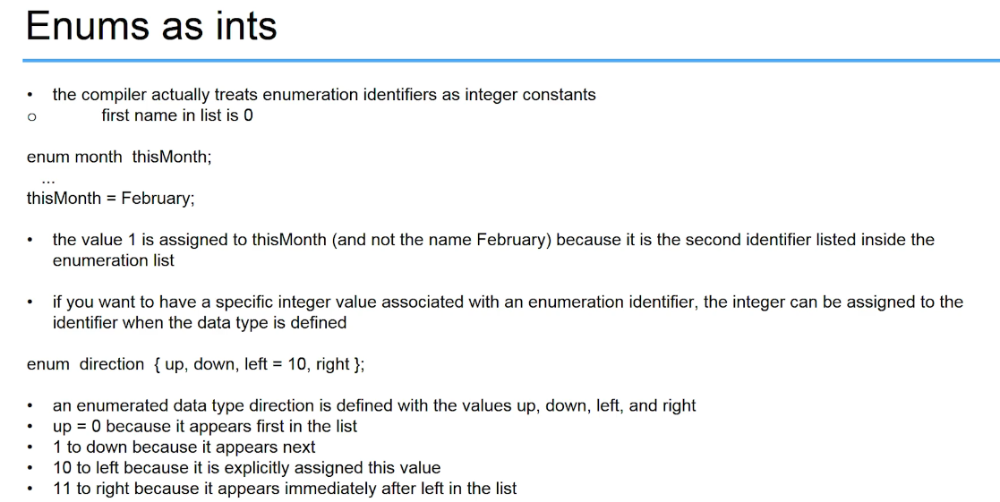 Enums as ints
• the compiler actually treats enumeration identifiers as integer constants
o first name in list is 0
enum month thisMonth;
...
thisMonth = February;
• the value 1 is assigned to thisMonth (and not the name February) because it is the second identifier listed inside the
enumeration list
• if you want to have a specific integer value associated with an enumeration identifier, the integer can be assigned to the
identifier when the data type is defined
enum direction { up, down, left = 10, right };
• an enumerated data type direction is defined with the values up, down, left, and right
• up = 0 because it appears first in the list
• 1 to down because it appears next
• 10 to left because it is explicitly assigned this value
• 11 to right because it appears immediately after left in the list